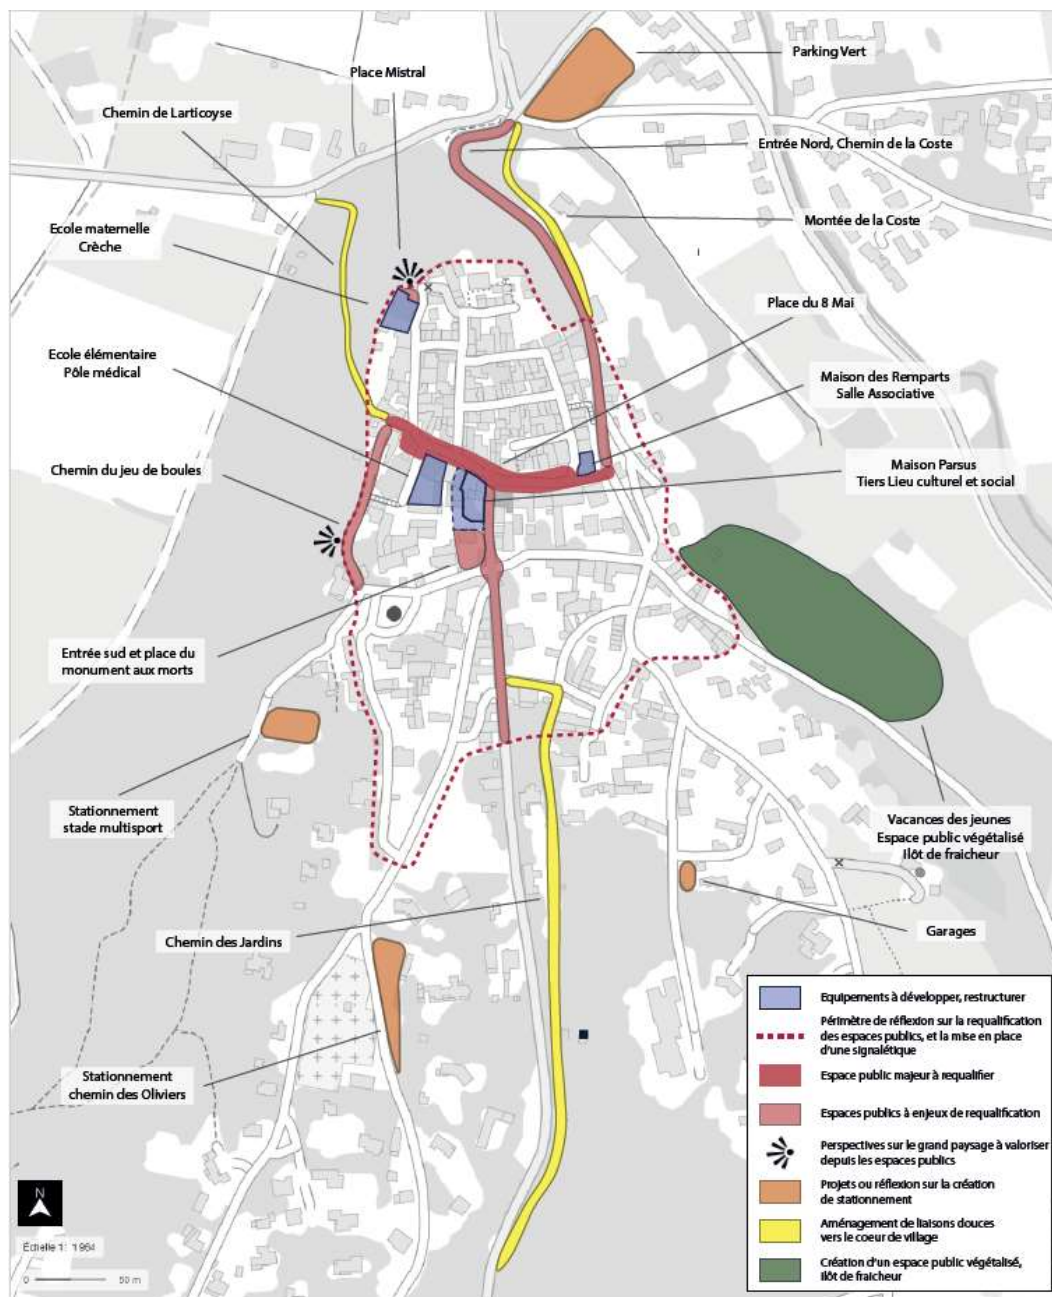 Parking Vert
Place Mistral
Chemin de Larticoyse
Entrée Nord, Chemin de la Coste
Montée de la Coste
Ecole maternelle
Crèche
Place du 8 Mai
Ecole élémentaire
Pôle médical
Maison des Remparts
Salle Associative
Chemin du jeu de boules
Maison Parsus
Tiers Lieu culturel et social
Entrée sud et place du
monument aux morts
Stationnement
stade multisport
Vacances des jeunes
Espace public végétalisé
Ilôt de fraicheur
Chemin des Jardins
Garages
Stationnement
chemin des Oliviers
Equipements à développer, restructurer
Périmètre de réflexion sur la requalification
des espaces publics, et la mise en place
d'une signalétique
Espace public majeur à requalifier
Espaces publics à enjeux de requalification
Perspectives sur le grand paysage à valoriser
depuis les espaces publics
Projets ou réflexion sur la création
de stationnement
Aménagement de liaisons douces
vers le coeur de village
Création d'un espace public végétalisé,
ilôt de fraicheur
N
Échelle 1: 1964
0 50 m